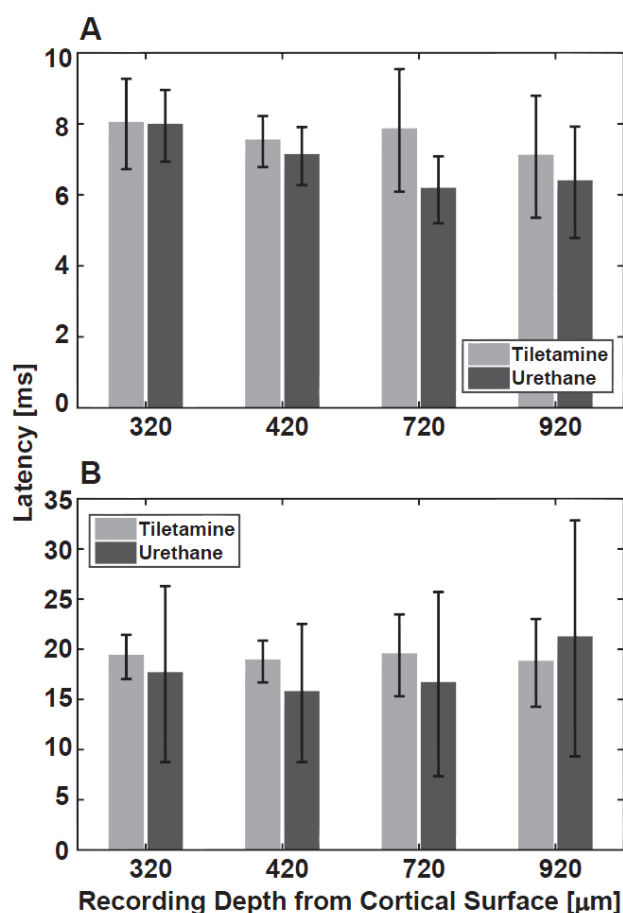 A
10
8
6
4
2
0
Tiletamine
Urethane
320 420 720 920
Latency [ms]
B
35
30
25
20
15
10
5
0
Tiletamine
Urethane
320 420 720 920
Recording Depth from Cortical Surface [μm]